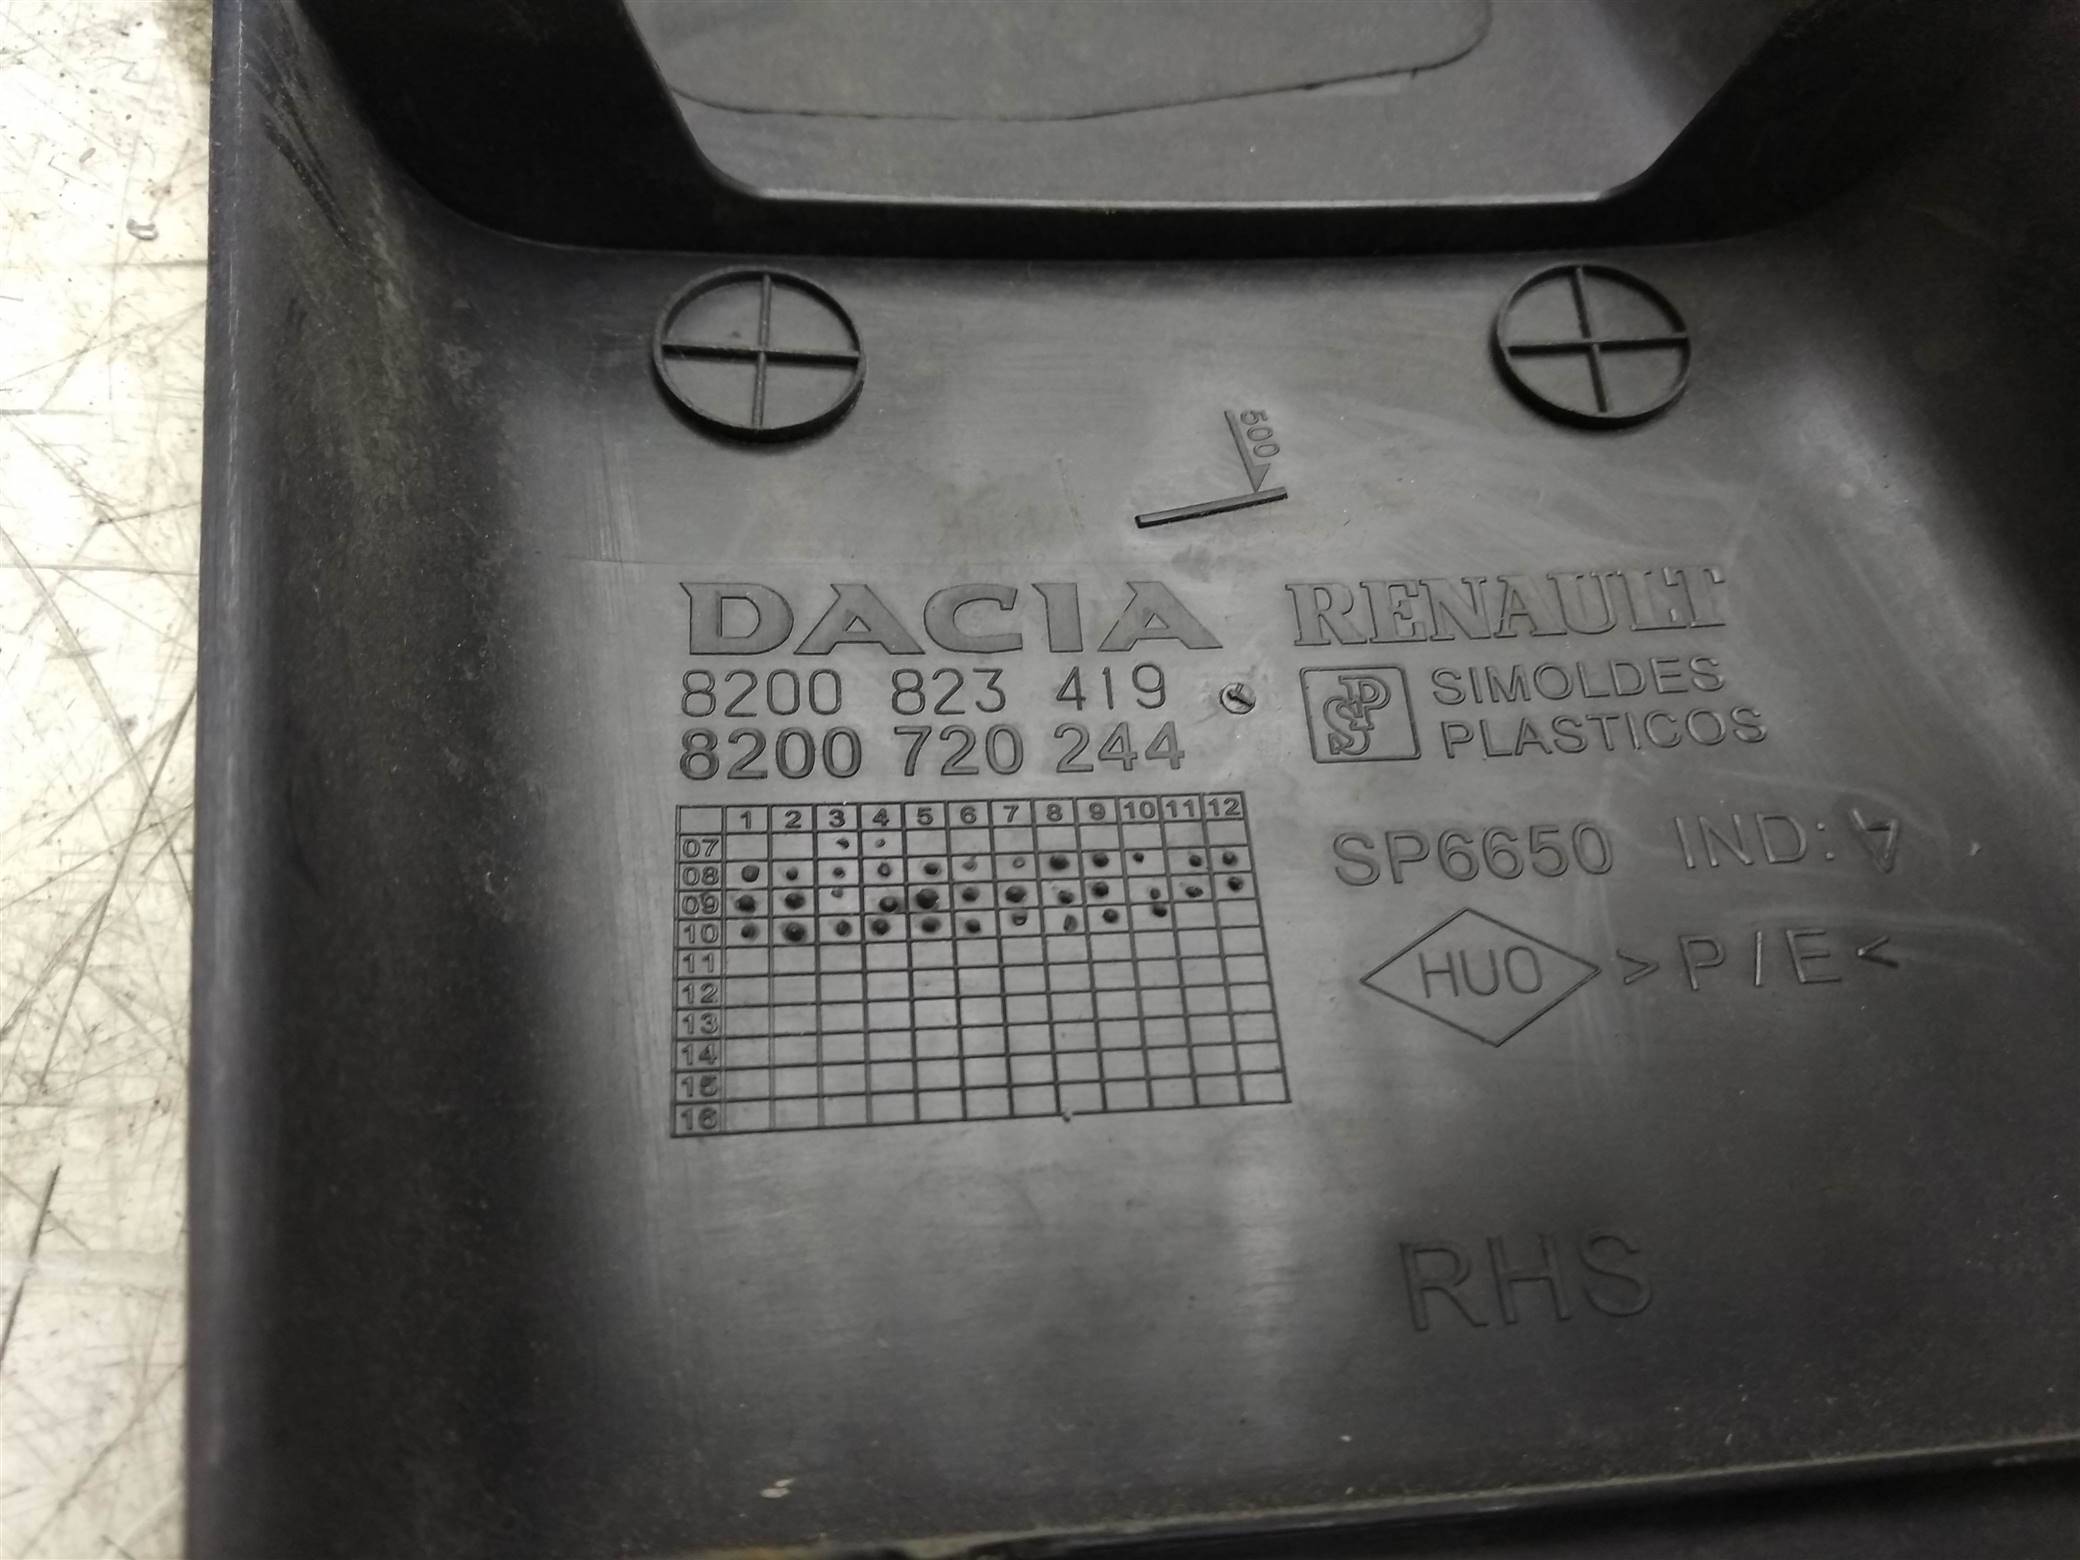 500
DACIA RENAULT
8200 823 419
8200 720 244
SP SIMOLDES
PLASTICOS
1 2 3 4 5 6 7 8 9 10 11 12
07
08
09
10
11
12
13
14
15
16
SP6650 IND: A
HUO >P/E<
RHS